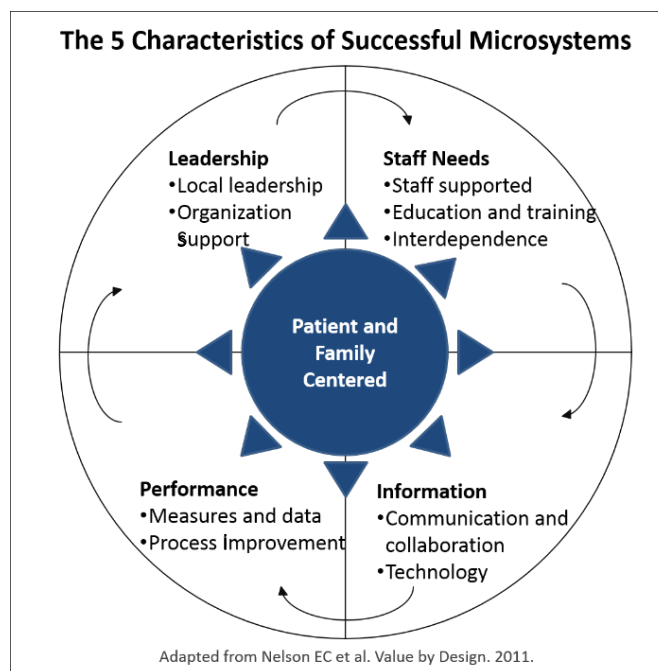 The 5 Characteristics of Successful Microsystems
Leadership
•Local leadership
•Organization
Support
Staff Needs
•Staff supported
•Education and training
•Interdependence
Patient and
Family
Centered
Performance
•Measures and data
•Process Improvement
Information
•Communication and
collaboration
•Technology
Adapted from Nelson EC et al. Value by Design. 2011.